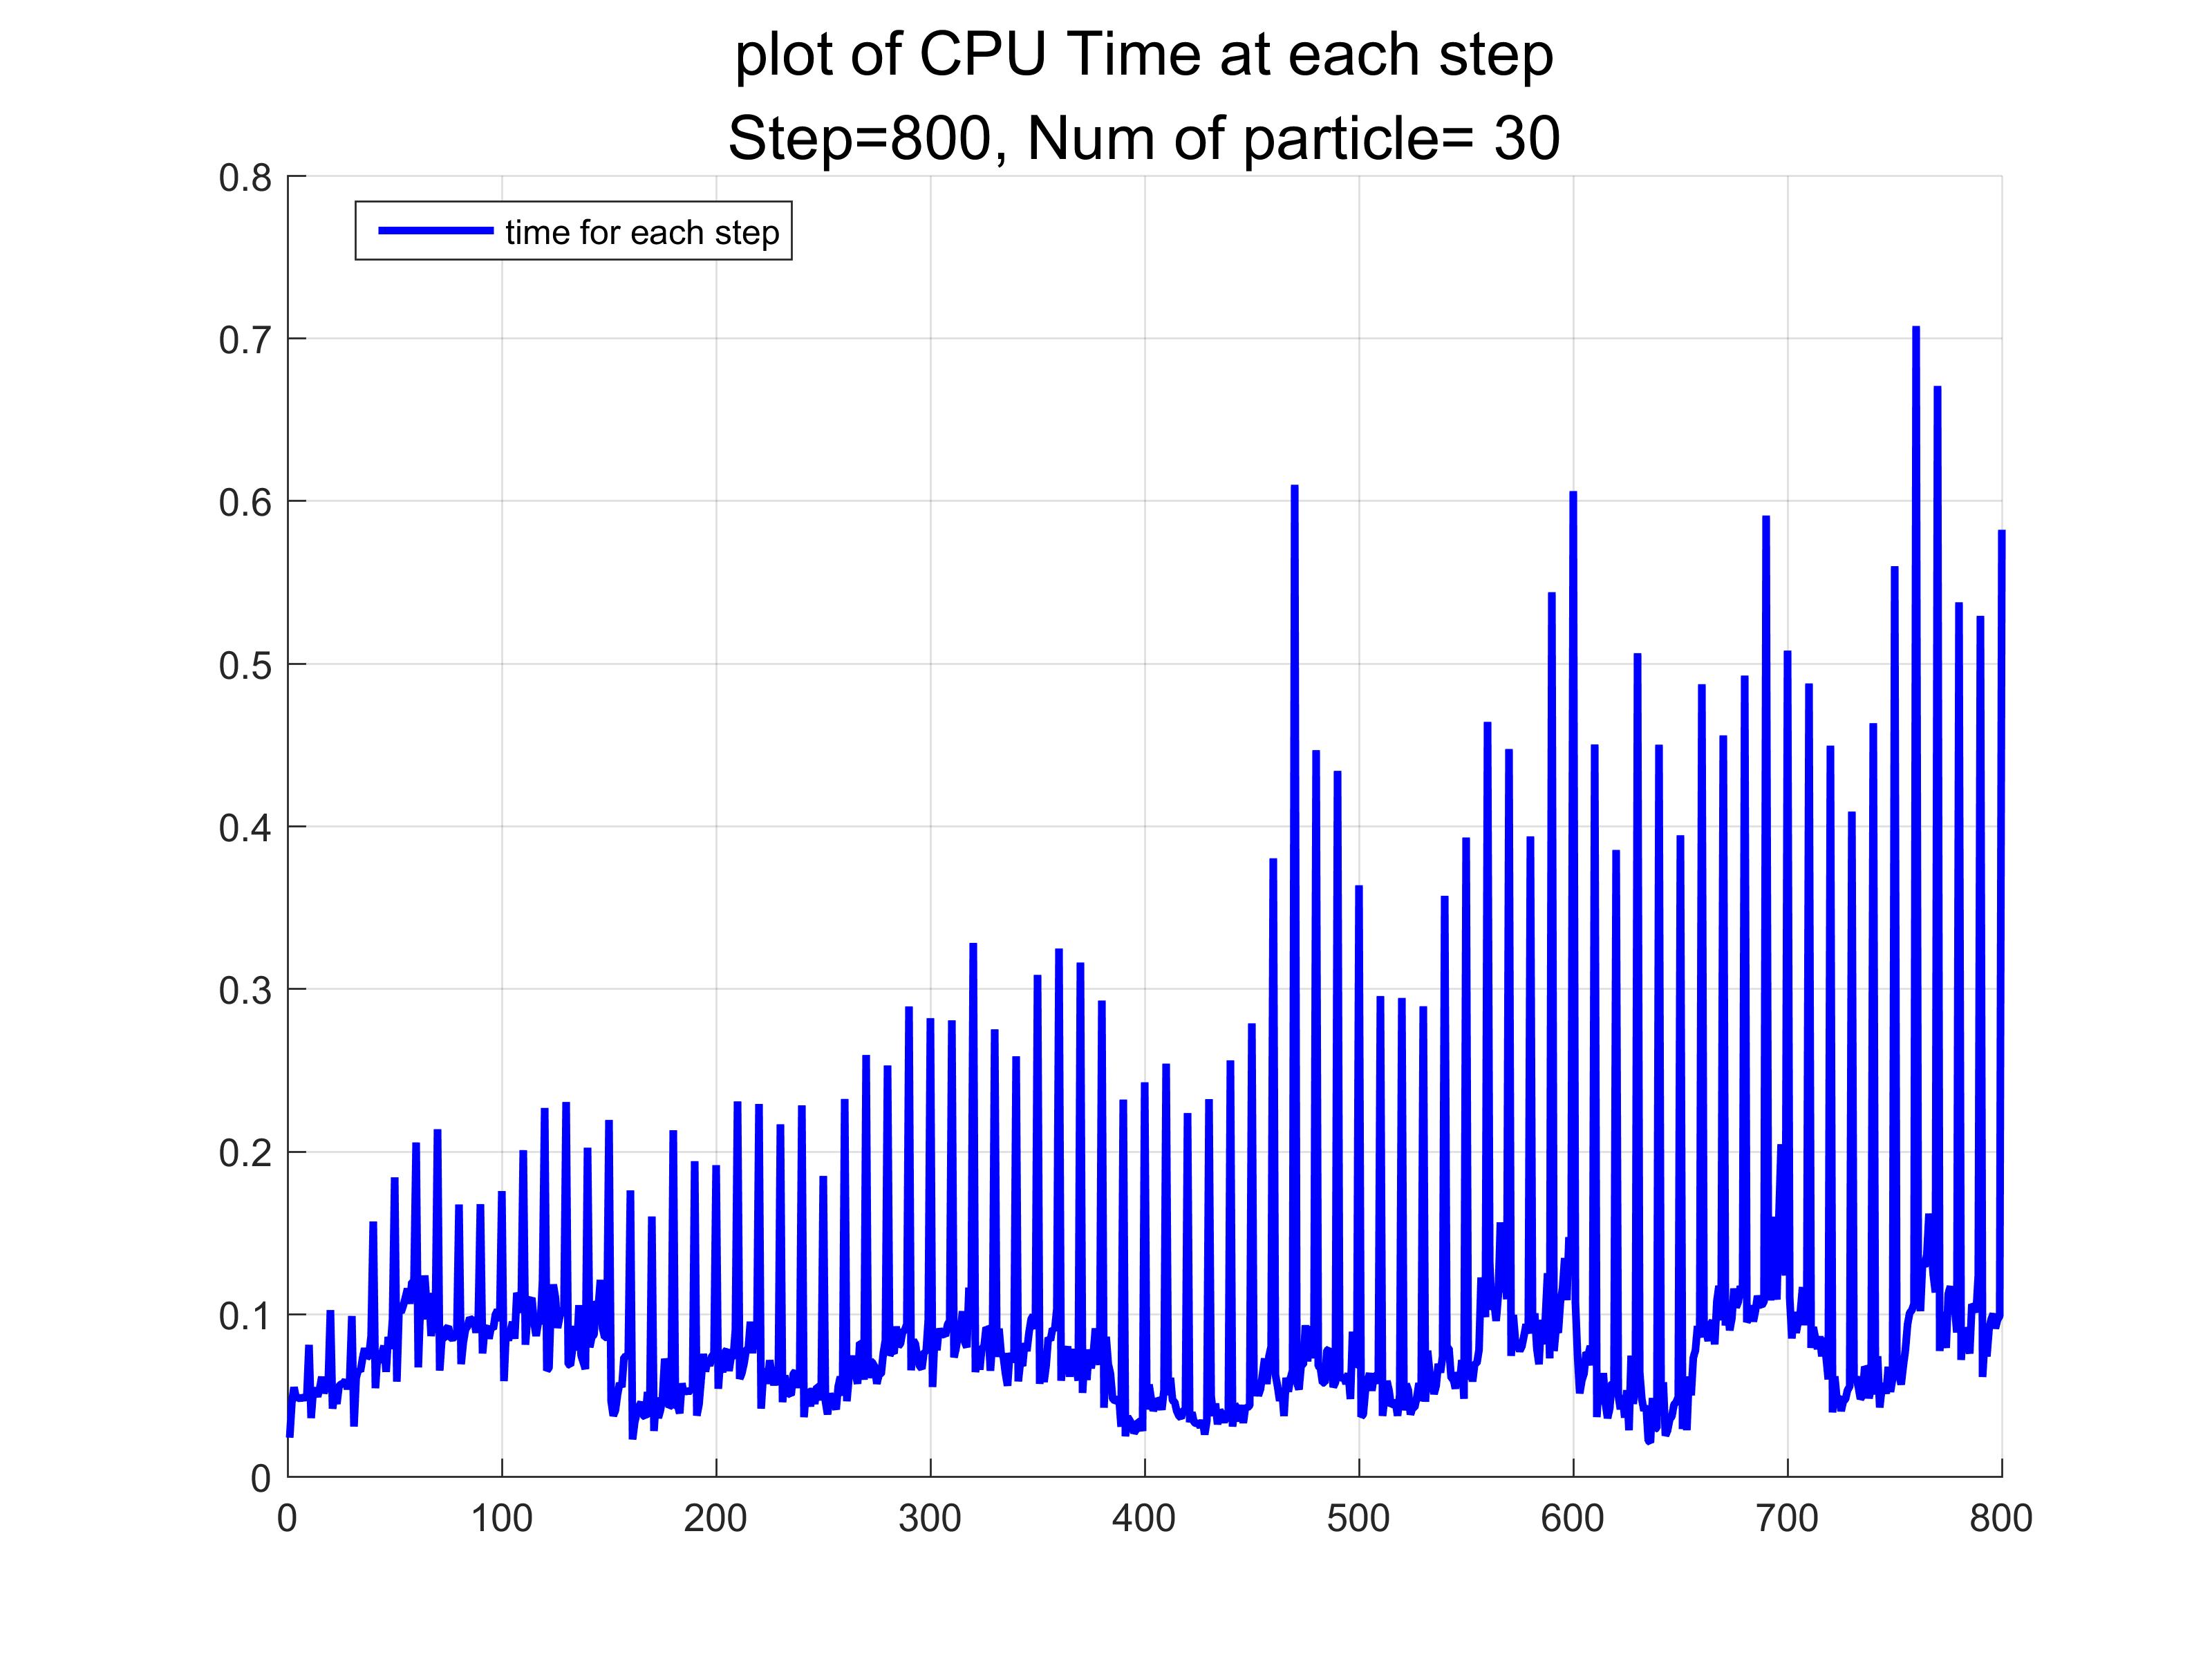 plot of CPU Time at each step
Step=800, Num of particle= 30
0.8
time for each step
0.7
0.6
0.5
0.4
0.3
0.2
0.1
0
0 100 200 300 400 500 600 700 800